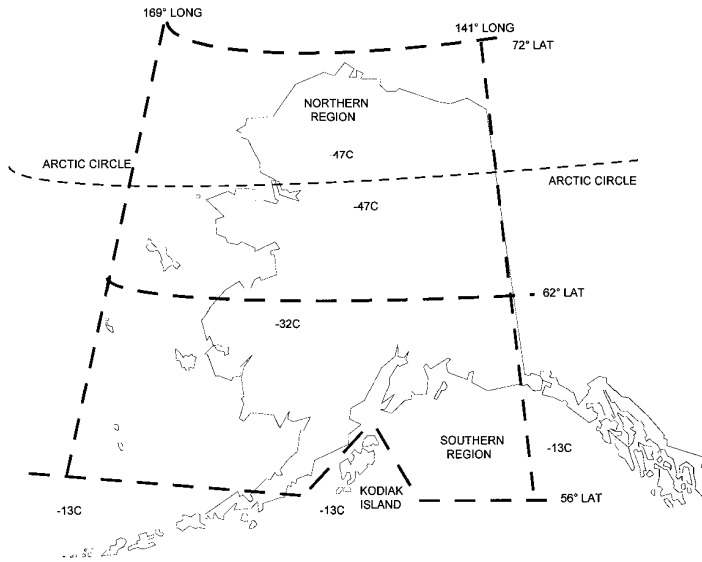 169° LONG
141° LONG
72° LAT
NORTHERN
REGION
-47C
ARCTIC CIRCLE
ARCTIC CIRCLE
-47C
62° LAT
-32C
SOUTHERN
REGION
-13C
KODIAK
ISLAND
56° LAT
-13C
-13C